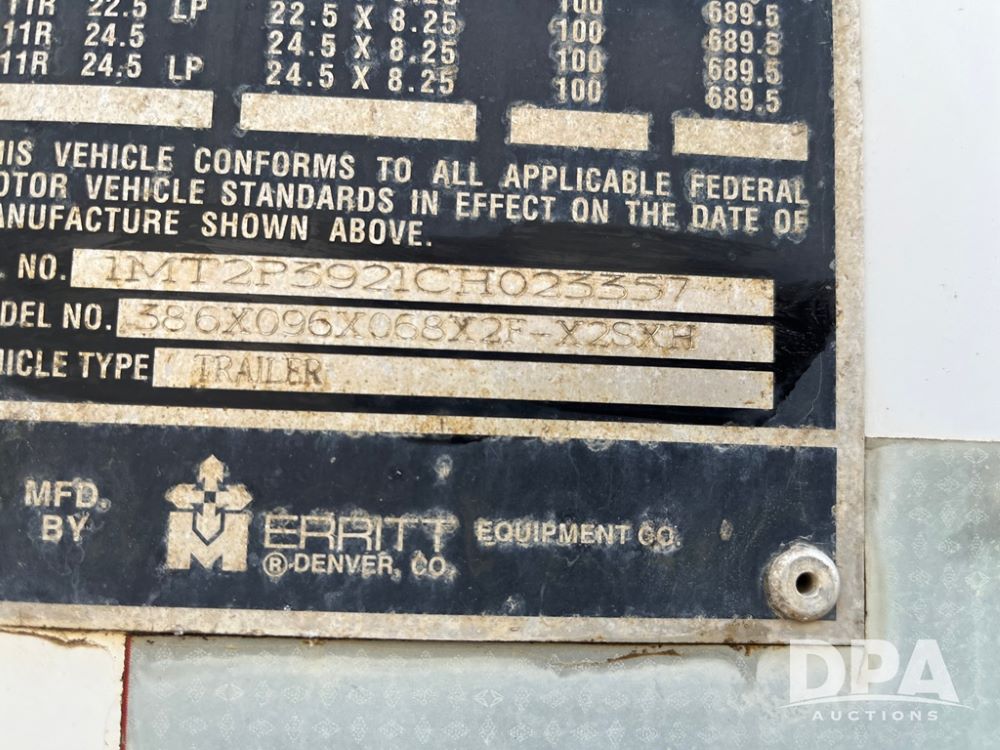 11R 22.5 LP 22.5 X 8.25 100 689.5
11R 24.5 24.5 X 8.25 100 689.5
11R 24.5 LP 24.5 X 8.25 100 689.5
100 689.5
HIS VEHICLE CONFORMS TO ALL APPLICABLE FEDERAL
OTOR VEHICLE STANDARDS IN EFFECT ON THE DATE OF
ANUFACTURE SHOWN ABOVE.
. NO. 1MT2P3921CH023357
DEL NO. 386X096X068X2F-X2SXH
HICLE TYPE TRAILER
MFD. BY
M ERRITT EQUIPMENT CO.
® DENVER, CO.
DPA
AUCTIONS